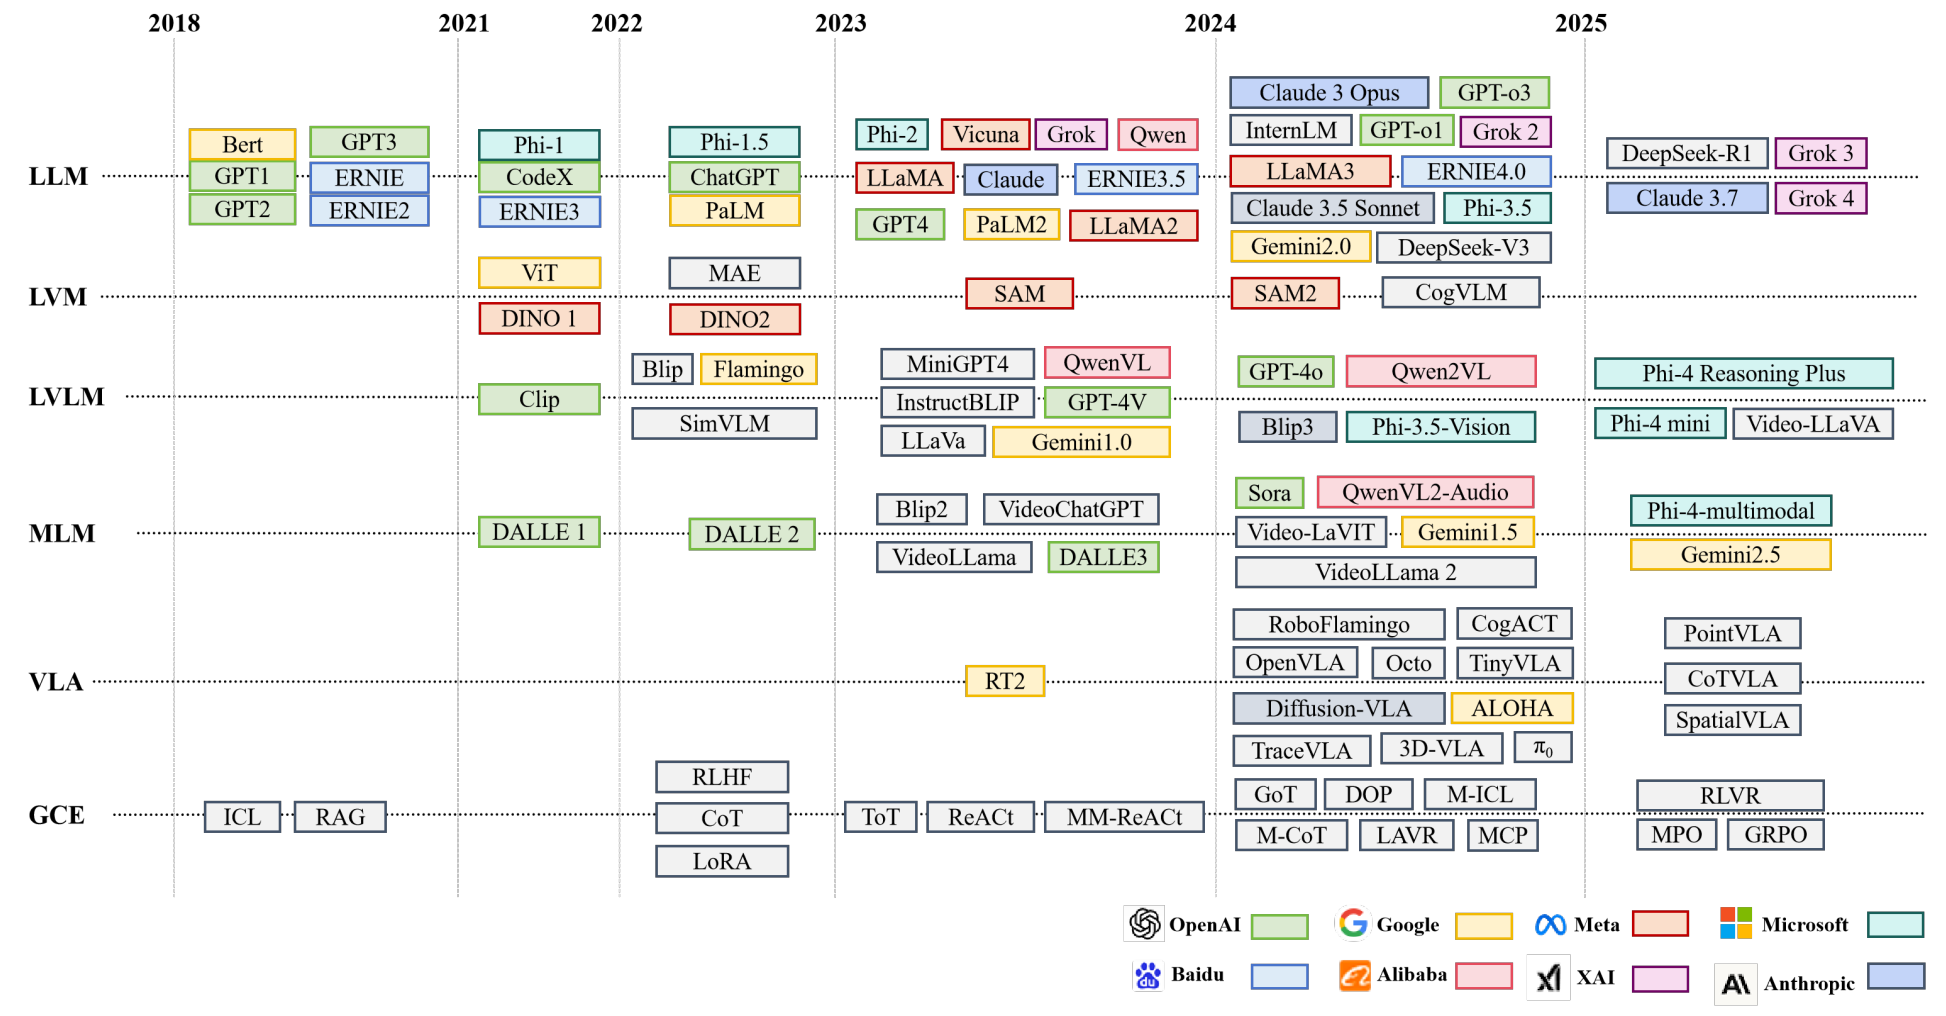 2018 2021 2022 2023 2024 2025
LLM
Bert GPT3
GPT1 ERNIE
GPT2 ERNIE2
Phi-1
CodeX
ERNIE3
Phi-1.5
ChatGPT
PaLM
Phi-2 Vicuna Grok Qwen
LLaMA Claude ERNIE3.5
GPT4 PaLM2 LLaMA2
Claude 3 Opus GPT-o3
InternLM GPT-o1 Grok 2
LLaMA3 ERNIE4.0
Claude 3.5 Sonnet Phi-3.5
Gemini2.0 DeepSeek-V3
DeepSeek-R1 Grok 3
Claude 3.7 Grok 4
LVM
ViT
DINO 1
MAE
DINO2
SAM
SAM2 CogVLM
LVLM
Clip
Blip Flamingo
SimVLM
MiniGPT4 QwenVL
InstructBLIP GPT-4V
LLaVa Gemini1.0
GPT-4o Qwen2VL
Blip3 Phi-3.5-Vision
Phi-4 Reasoning Plus
Phi-4 mini Video-LLaVA
MLM
DALLE 1
DALLE 2
Blip2 VideoChatGPT
VideoLLama DALLE3
Sora QwenVL2-Audio
Video-LaVIT Gemini1.5
VideoLLama 2
Phi-4-multimodal
Gemini2.5
VLA
RT2
RoboFlamingo CogACT
OpenVLA Octo TinyVLA
Diffusion-VLA ALOHA
TraceVLA 3D-VLA π₀
PointVLA
CoTVLA
SpatialVLA
GCE
ICL RAG
RLHF
CoT
LoRA
ToT ReACt MM-ReACt
GoT DOP M-ICL
M-CoT LAVR MCP
RLVR
MPO GRPO
OpenAI Google Meta Microsoft
du Baidu Alibaba XAI Anthropic